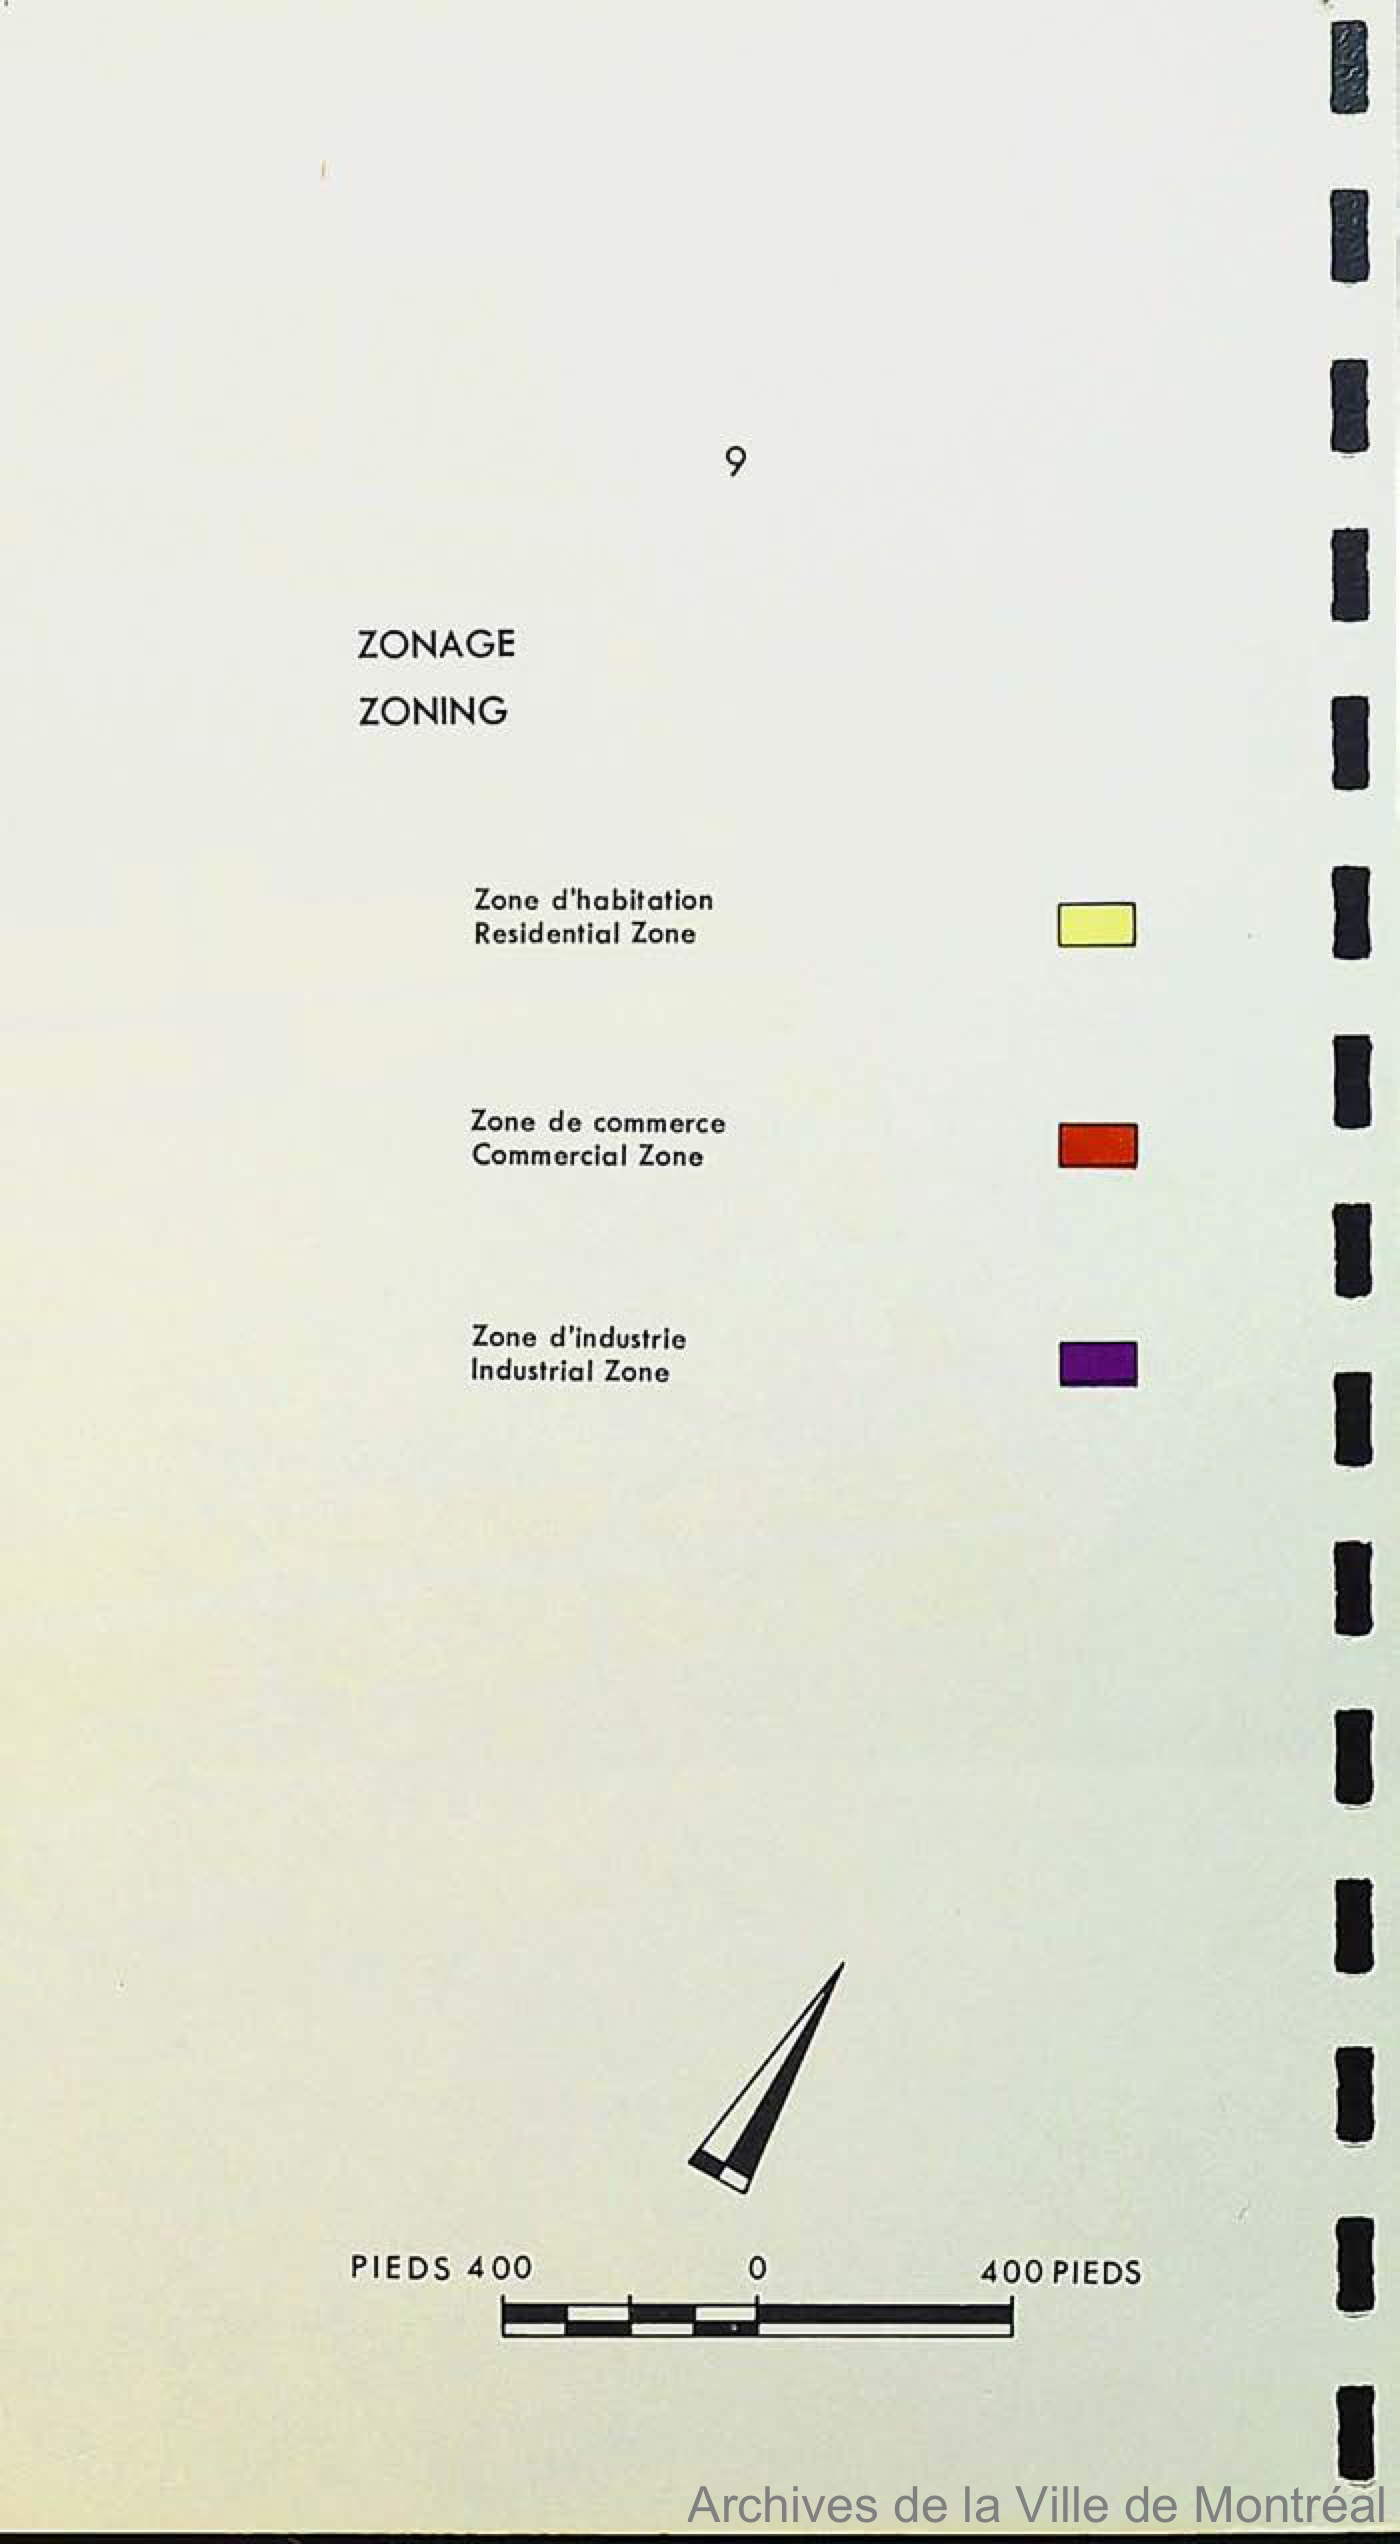 9
ZONAGE
ZONING
Zone d'habitation
Residential Zone
Zone de commerce
Commercial Zone
Zone d'industrie
Industrial Zone
PIEDS 400 0 400 PIEDS
Archives de la Ville de Montréal